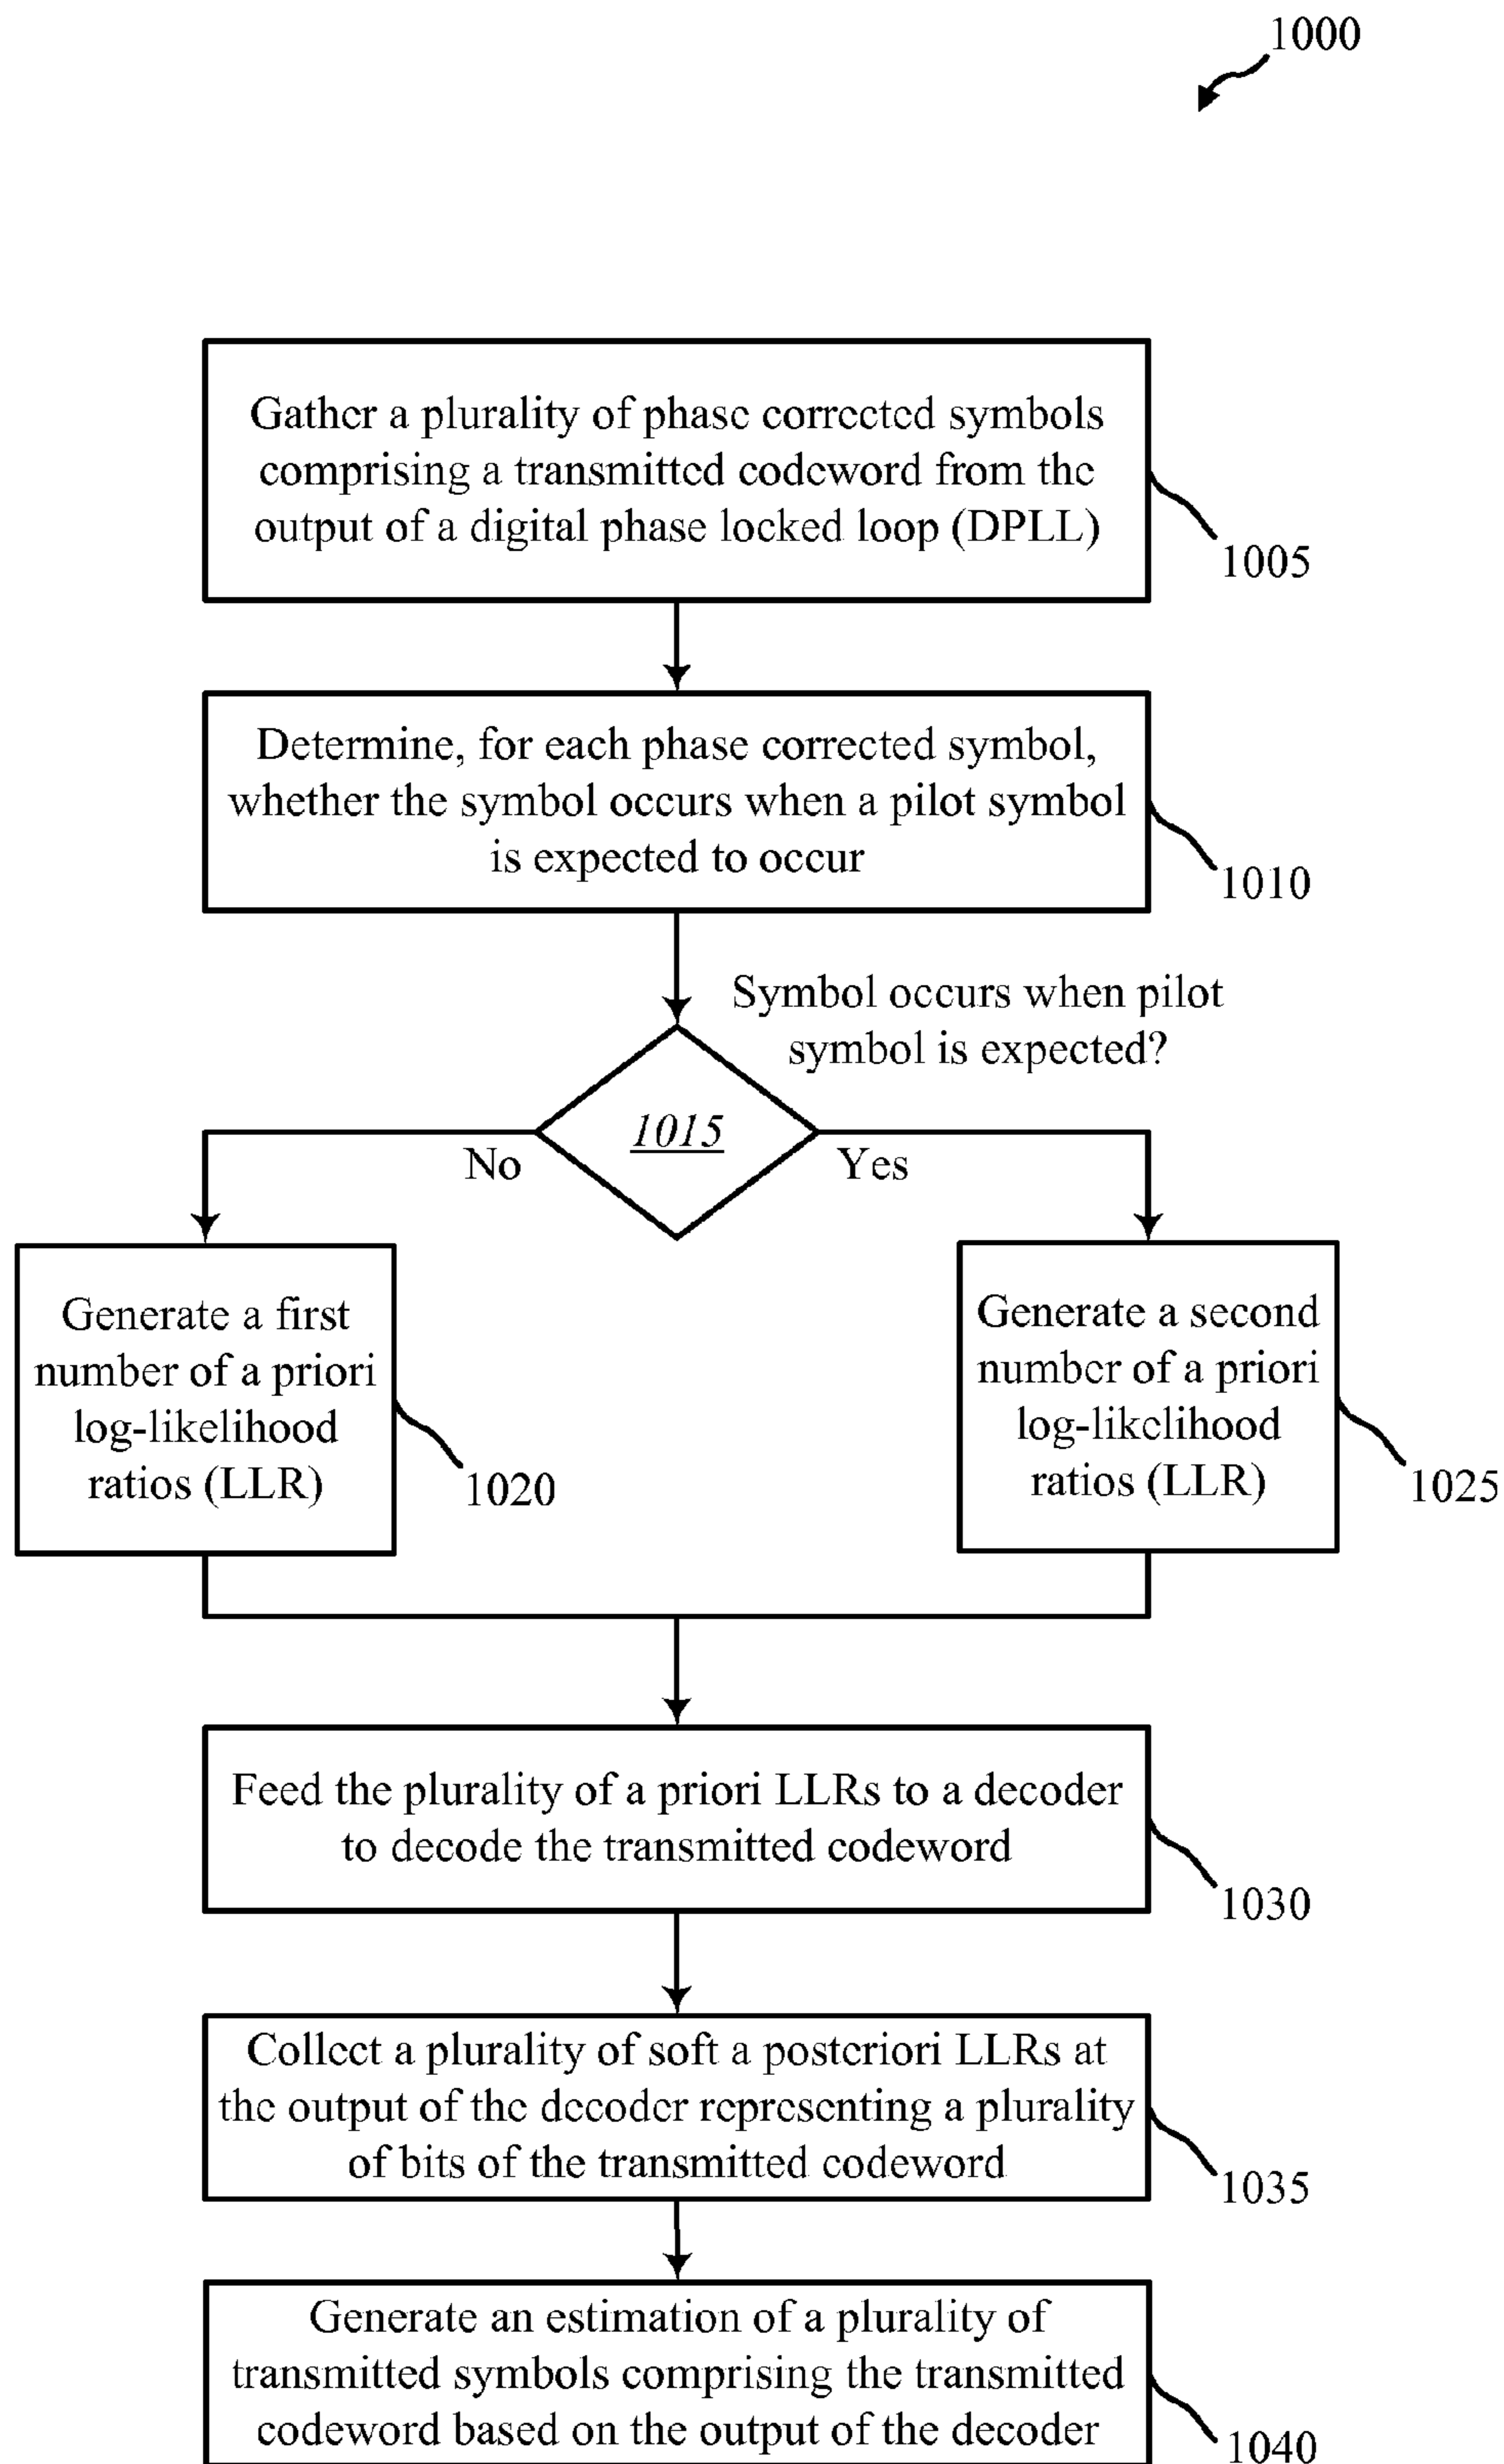 1000
Gather a plurality of phase corrected symbols
comprising a transmitted codeword from the
output of a digital phase locked loop (DPLL)
1005
Determine, for each phase corrected symbol,
whether the symbol occurs when a pilot symbol
is expected to occur
1010
Symbol occurs when pilot
symbol is expected?
1015
No
Yes
Generate a first
number of a priori
log-likelihood
ratios (LLR)
1020
Generate a second
number of a priori
log-likelihood
ratios (LLR)
1025
Feed the plurality of a priori LLRs to a decoder
to decode the transmitted codeword
1030
Collect a plurality of soft a posteriori LLRs at
the output of the decoder representing a plurality
of bits of the transmitted codeword
1035
Generate an estimation of a plurality of
transmitted symbols comprising the transmitted
codeword based on the output of the decoder
1040